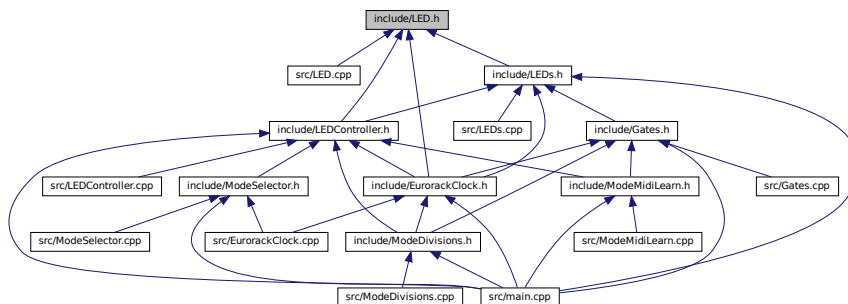 include/LED.h
src/LED.cpp
include/LEDs.h
include/LEDController.h
src/LEDs.cpp
include/Gates.h
src/LEDController.cpp
include/ModeSelector.h
include/EurorackClock.h
include/ModeMidiLearn.h
src/Gates.cpp
src/ModeSelector.cpp
src/EurorackClock.cpp
include/ModeDivisions.h
src/ModeMidiLearn.cpp
src/ModeDivisions.cpp
src/main.cpp